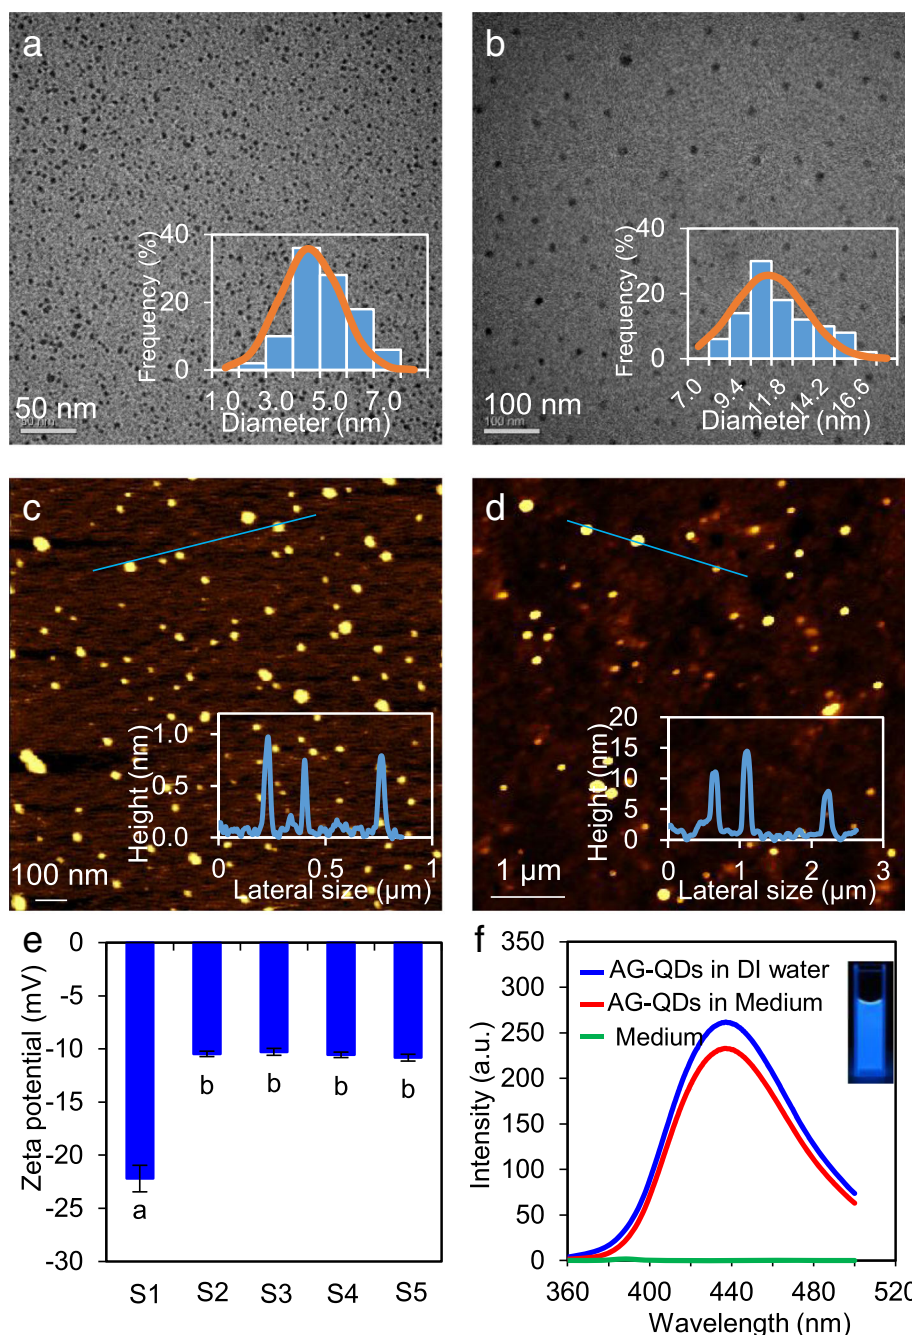 a
Frequency (%)
40
20
0
1.0 3.0 5.0 7.0
Diameter (nm)
50 nm
50 nm
b
Frequency (%)
40
20
0
7.0 9.4 11.8 14.2 16.6
Diameter (nm)
100 nm
100 nm
c
Height (nm)
1.0
0.5
0.0
0 0.5 1
Lateral size (µm)
100 nm
d
Height (nm)
20
15
10
5
0
0 1 2 3
Lateral size (µm)
1 µm
e
Zeta potential (mV)
0
-5
-10
-15
-20
-25
-30
a b b b b
S1 S2 S3 S4 S5
f
Intensity (a.u.)
350
300
250
200
150
100
50
0
AG-QDs in DI water
AG-QDs in Medium
Medium
360 400 440 480 520
Wavelength (nm)